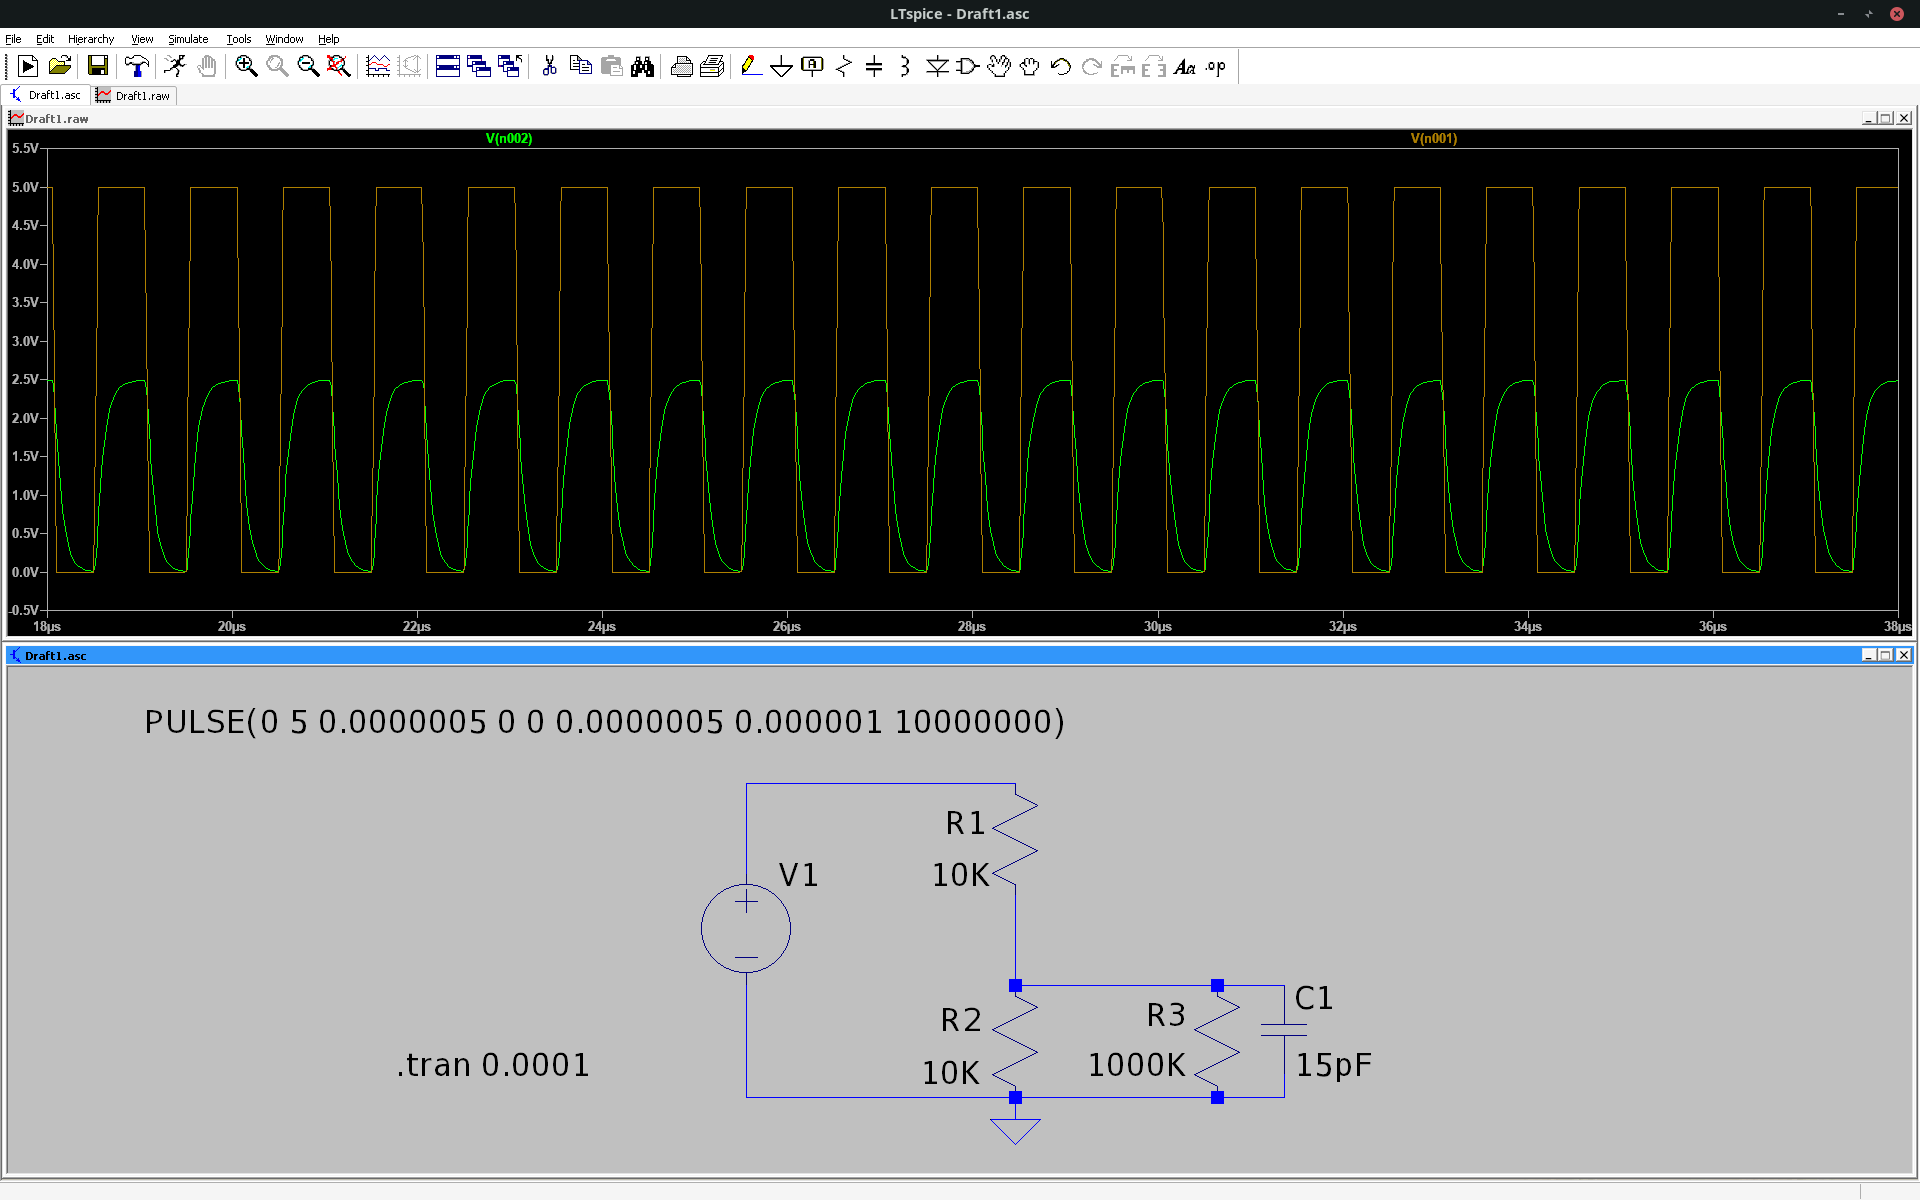 LTspice - Draft1.asc
File Edit Hierarchy View Simulate Tools Window Help
A Aa .op
Draft1.asc Draft1.raw
Draft1.raw
V(n002) V(n001)
5.5V
5.0V
4.5V
4.0V
3.5V
3.0V
2.5V
2.0V
1.5V
1.0V
0.5V
0.0V
-0.5V
18µs 20µs 22µs 24µs 26µs 28µs 30µs 32µs 34µs 36µs 38µs
Draft1.asc
PULSE(0 5 0.0000005 0 0 0.0000005 0.000001 10000000)
R1
V1 10K
C1
R3
R2
.tran 0.0001 1000K 15pF
10K